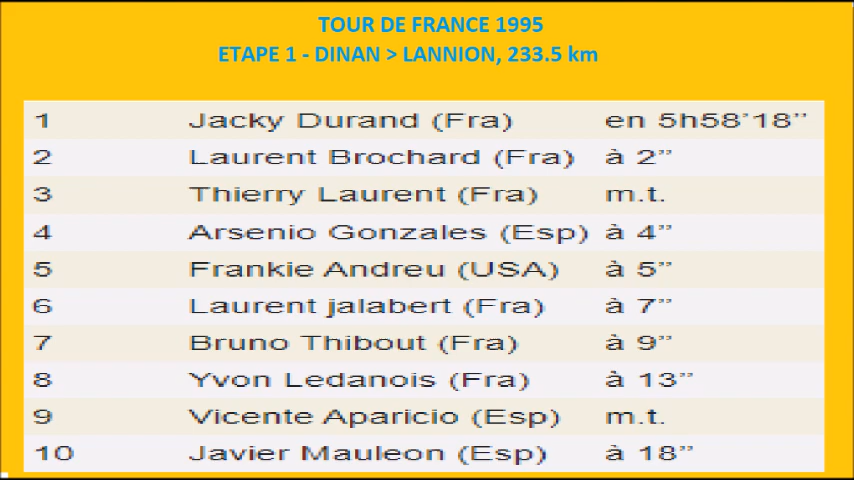 TOUR DE FRANCE 1995
ETAPE 1 - DINAN > LANNION, 233.5 km
1 Jacky Durand (Fra) en 5h58’18’’
2 Laurent Brochard (Fra) à 2’’
3 Thierry Laurent (Fra) m.t.
4 Arsenio Gonzales (Esp) à 4’’
5 Frankie Andreu (USA) à 5’’
6 Laurent jalabert (Fra) à 7’’
7 Bruno Thibout (Fra) à 9’’
8 Yvon Ledanois (Fra) à 13’’
9 Vicente Aparicio (Esp) m.t.
10 Javier Mauleon (Esp) à 18’’